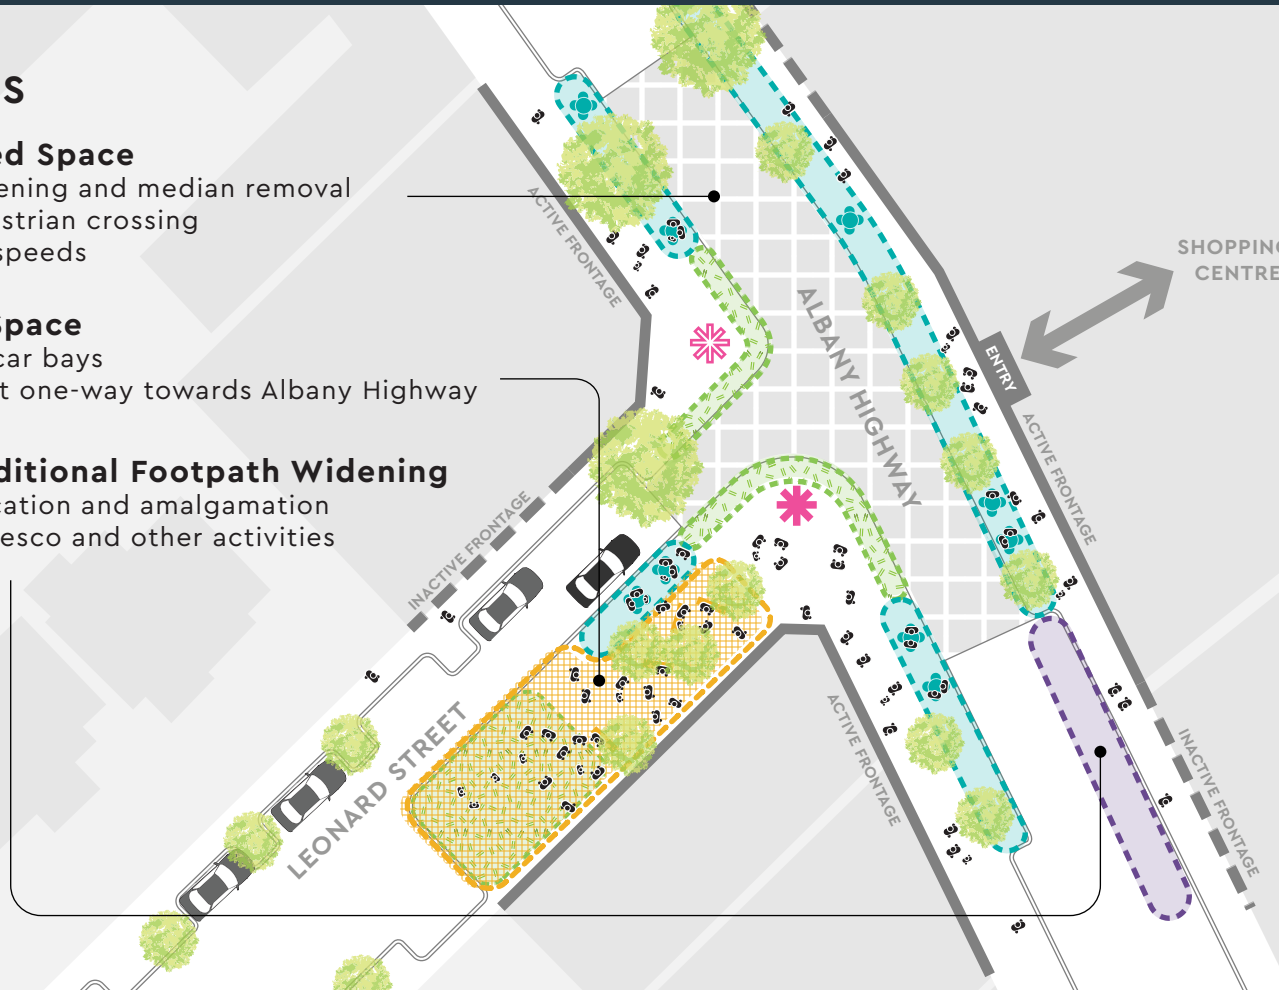 S
ed Space
ening and median removal
strian crossing
speeds
Space
car bays
t one-way towards Albany Highway
ditional Footpath Widening
cation and amalgamation
esco and other activities
ACTIVE FRONTAGE
ALBANY HIGHWAY
SHOPPING
CENTRE
ENTRY
ACTIVE FRONTAGE
INACTIVE FRONTAGE
LEONARD STREET
ACTIVE FRONTAGE
INACTIVE FRONTAGE